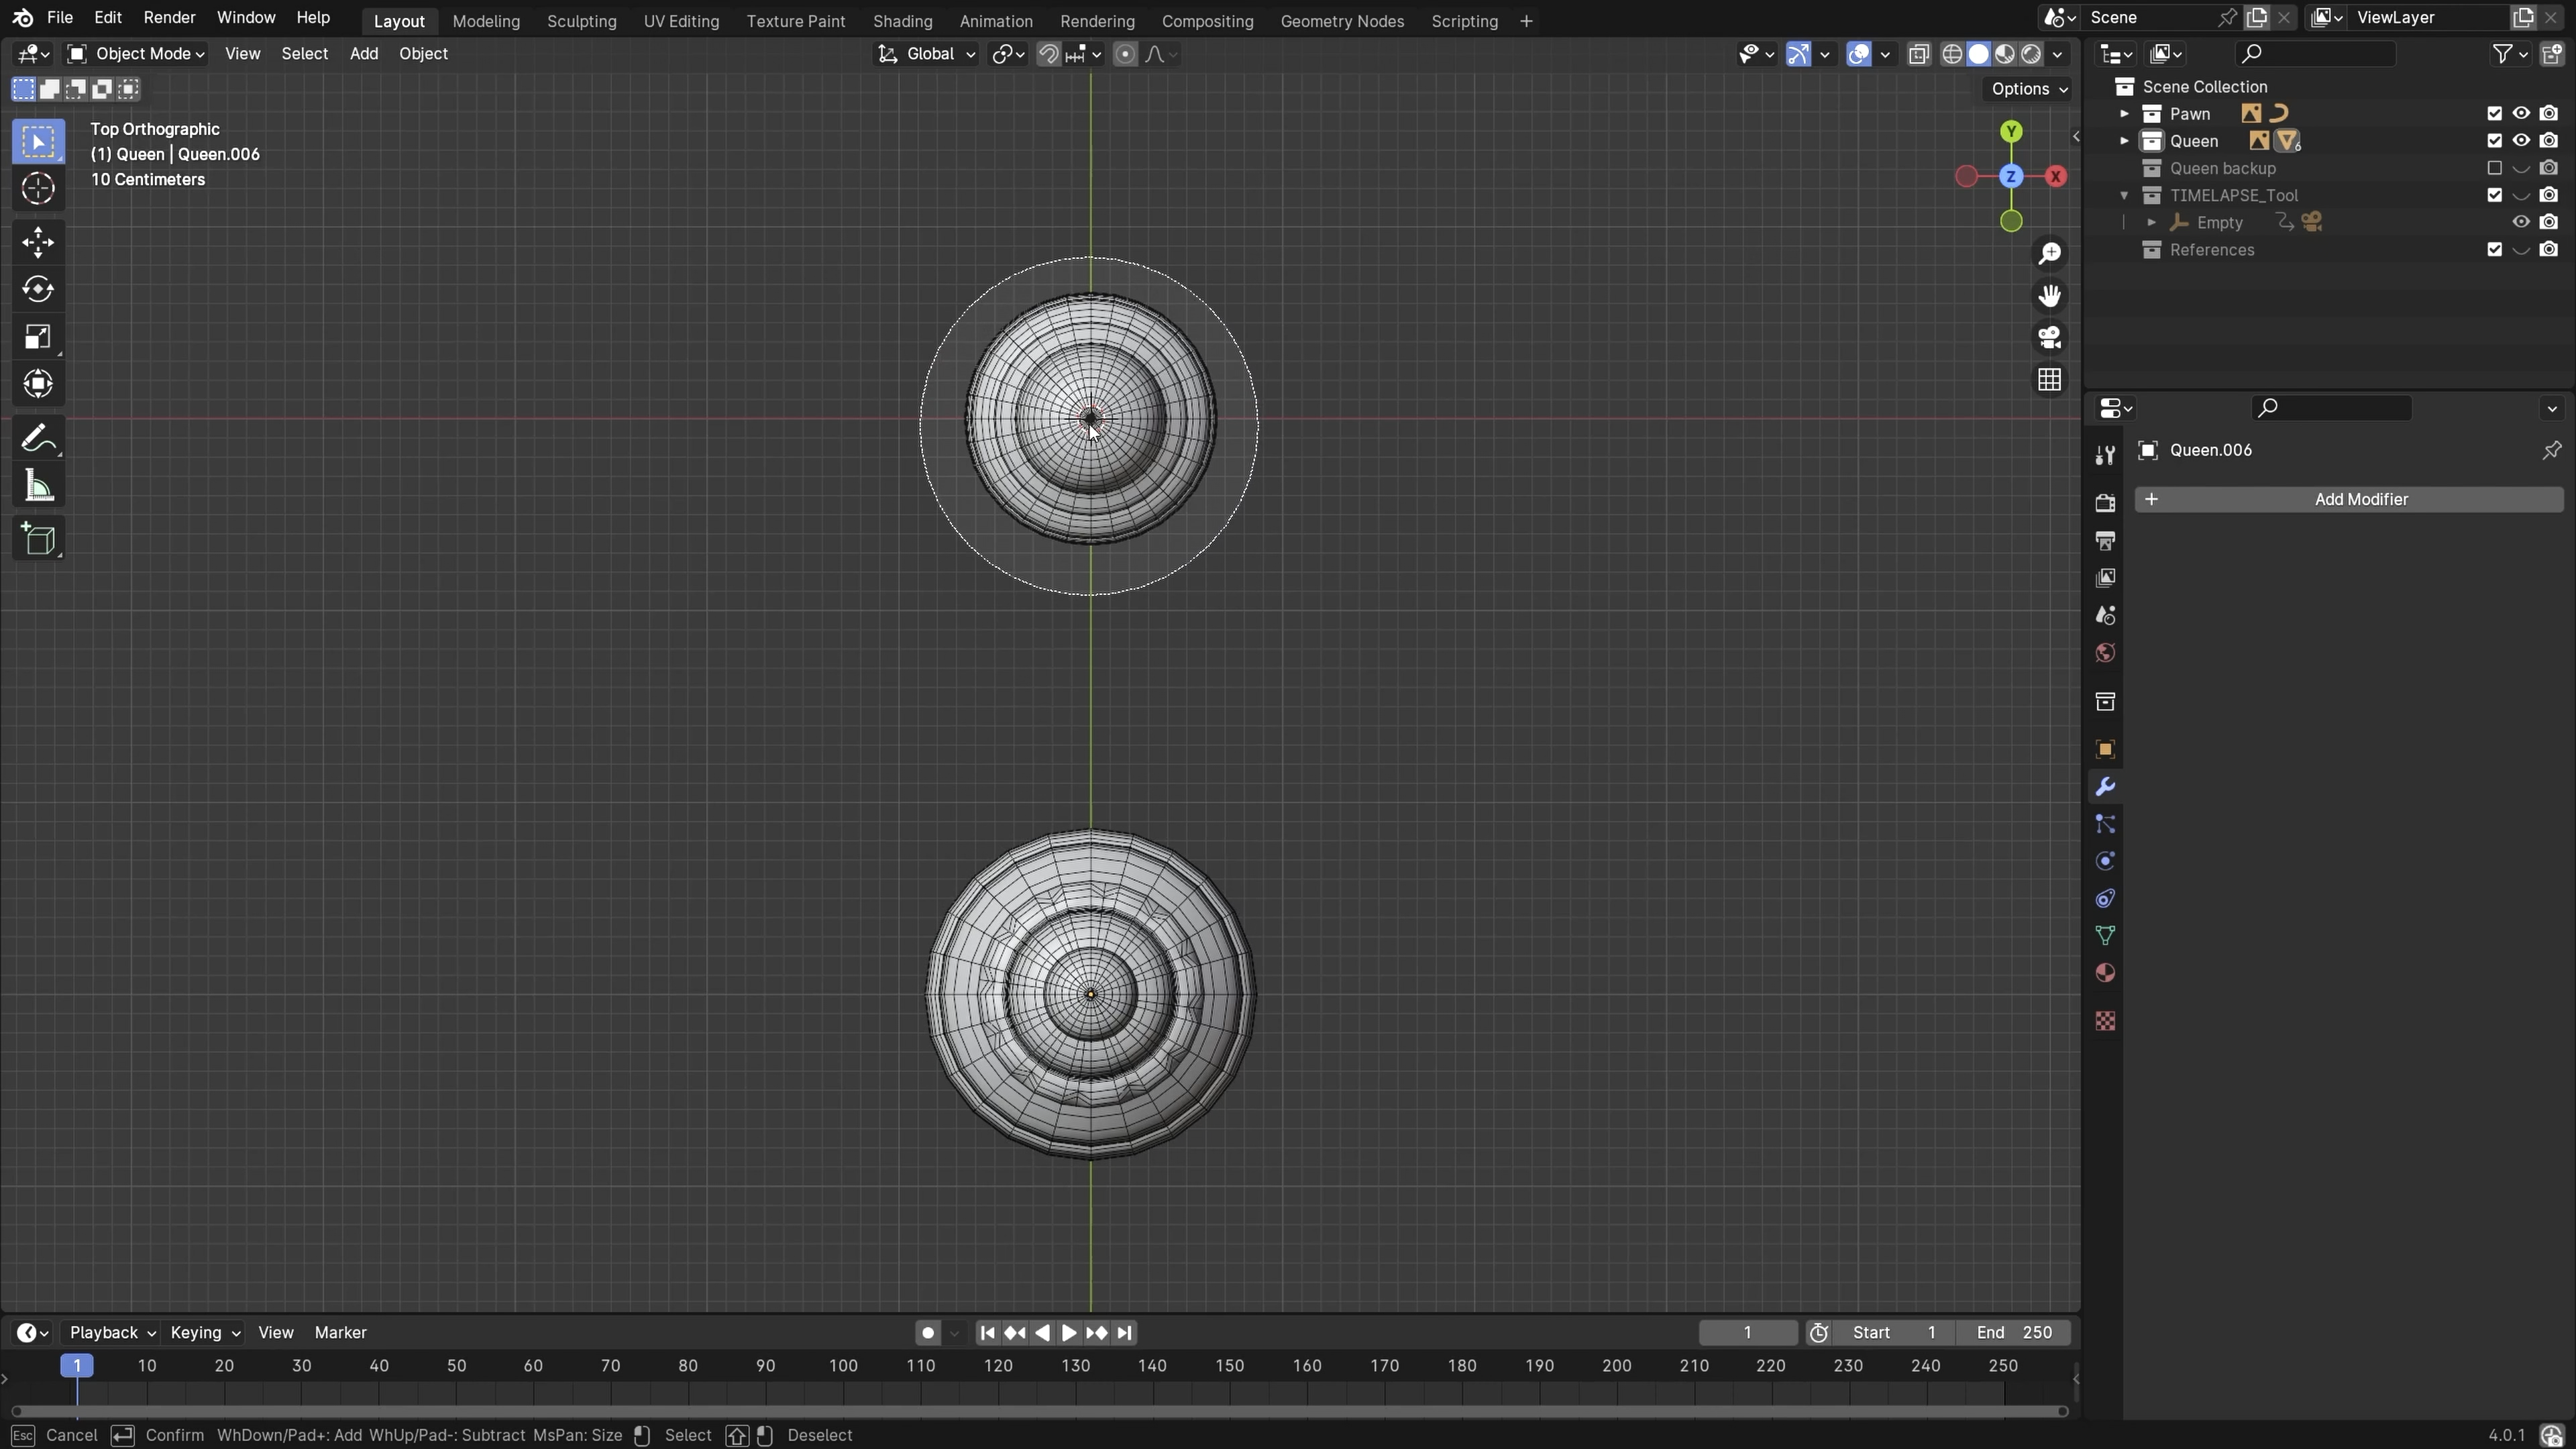 File Edit Render Window Help Layout Modeling Sculpting UV Editing Texture Paint Shading Animation Rendering Compositing Geometry Nodes Scripting + Scene ViewLayer
Object Mode View Select Add Object Global
Options
Top Orthographic
(1) Queen | Queen.006
10 Centimeters
Y
Z
X
Scene Collection
Pawn
Queen
6
Queen backup
TIMELAPSE_Tool
Empty
References
Queen.006
+ Add Modifier
Playback Keying View Marker 1 Start 1 End 250
1 10 20 30 40 50 60 70 80 90 100 110 120 130 140 150 160 170 180 190 200 210 220 230 240 250
Esc Cancel Confirm WhDown/Pad+: Add WhUp/Pad-: Subtract MsPan: Size Select Deselect 4.0.1